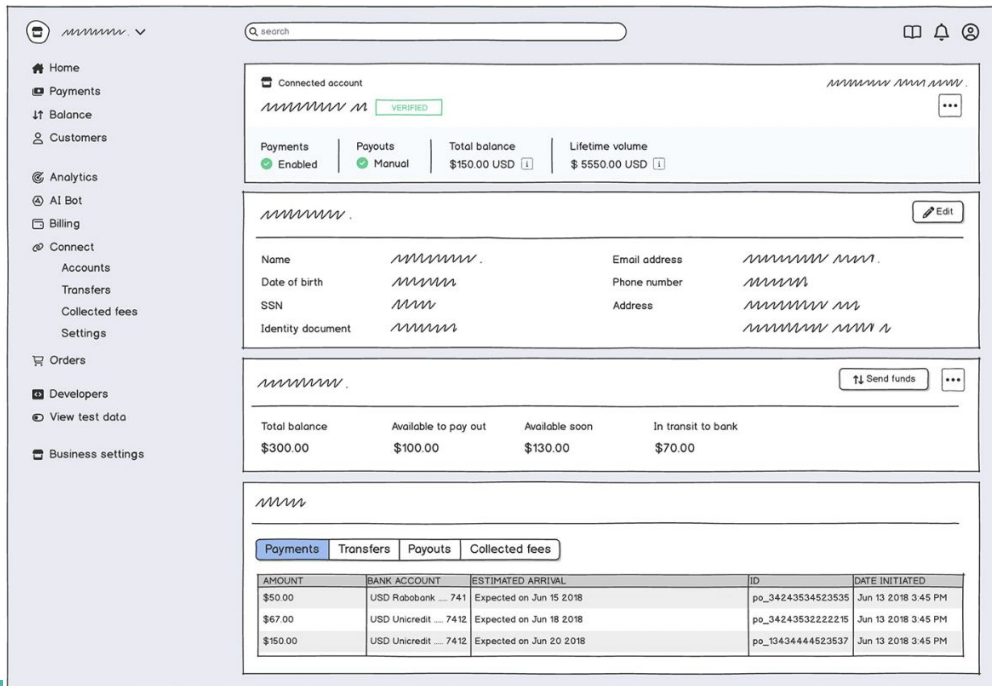 search
Home
Payments
Balance
Customers
Analytics
AI Bot
Billing
Connect
Accounts
Transfers
Collected fees
Settings
Orders
Developers
View test data
Business settings
Connected account
VERIFIED
Payments Payouts Total balance Lifetime volume
Enabled Manual $150.00 USD i $ 5550.00 USD i
Edit
Name Email address
Date of birth Phone number
SSN Address
Identity document
Send funds
Total balance Available to pay out Available soon In transit to bank
$300.00 $100.00 $130.00 $70.00
Payments Transfers Payouts Collected fees
AMOUNT BANK ACCOUNT ESTIMATED ARRIVAL ID DATE INITIATED
$50.00 USD Rabobank .... 741 Expected on Jun 15 2018 po_34243534523535 Jun 13 2018 3:45 PM
$67.00 USD Unicredit .... 7412 Expected on Jun 18 2018 po_34243532222215 Jun 13 2018 3:45 PM
$150.00 USD Unicredit .... 7412 Expected on Jun 20 2018 po_13434444523537 Jun 13 2018 3:45 PM